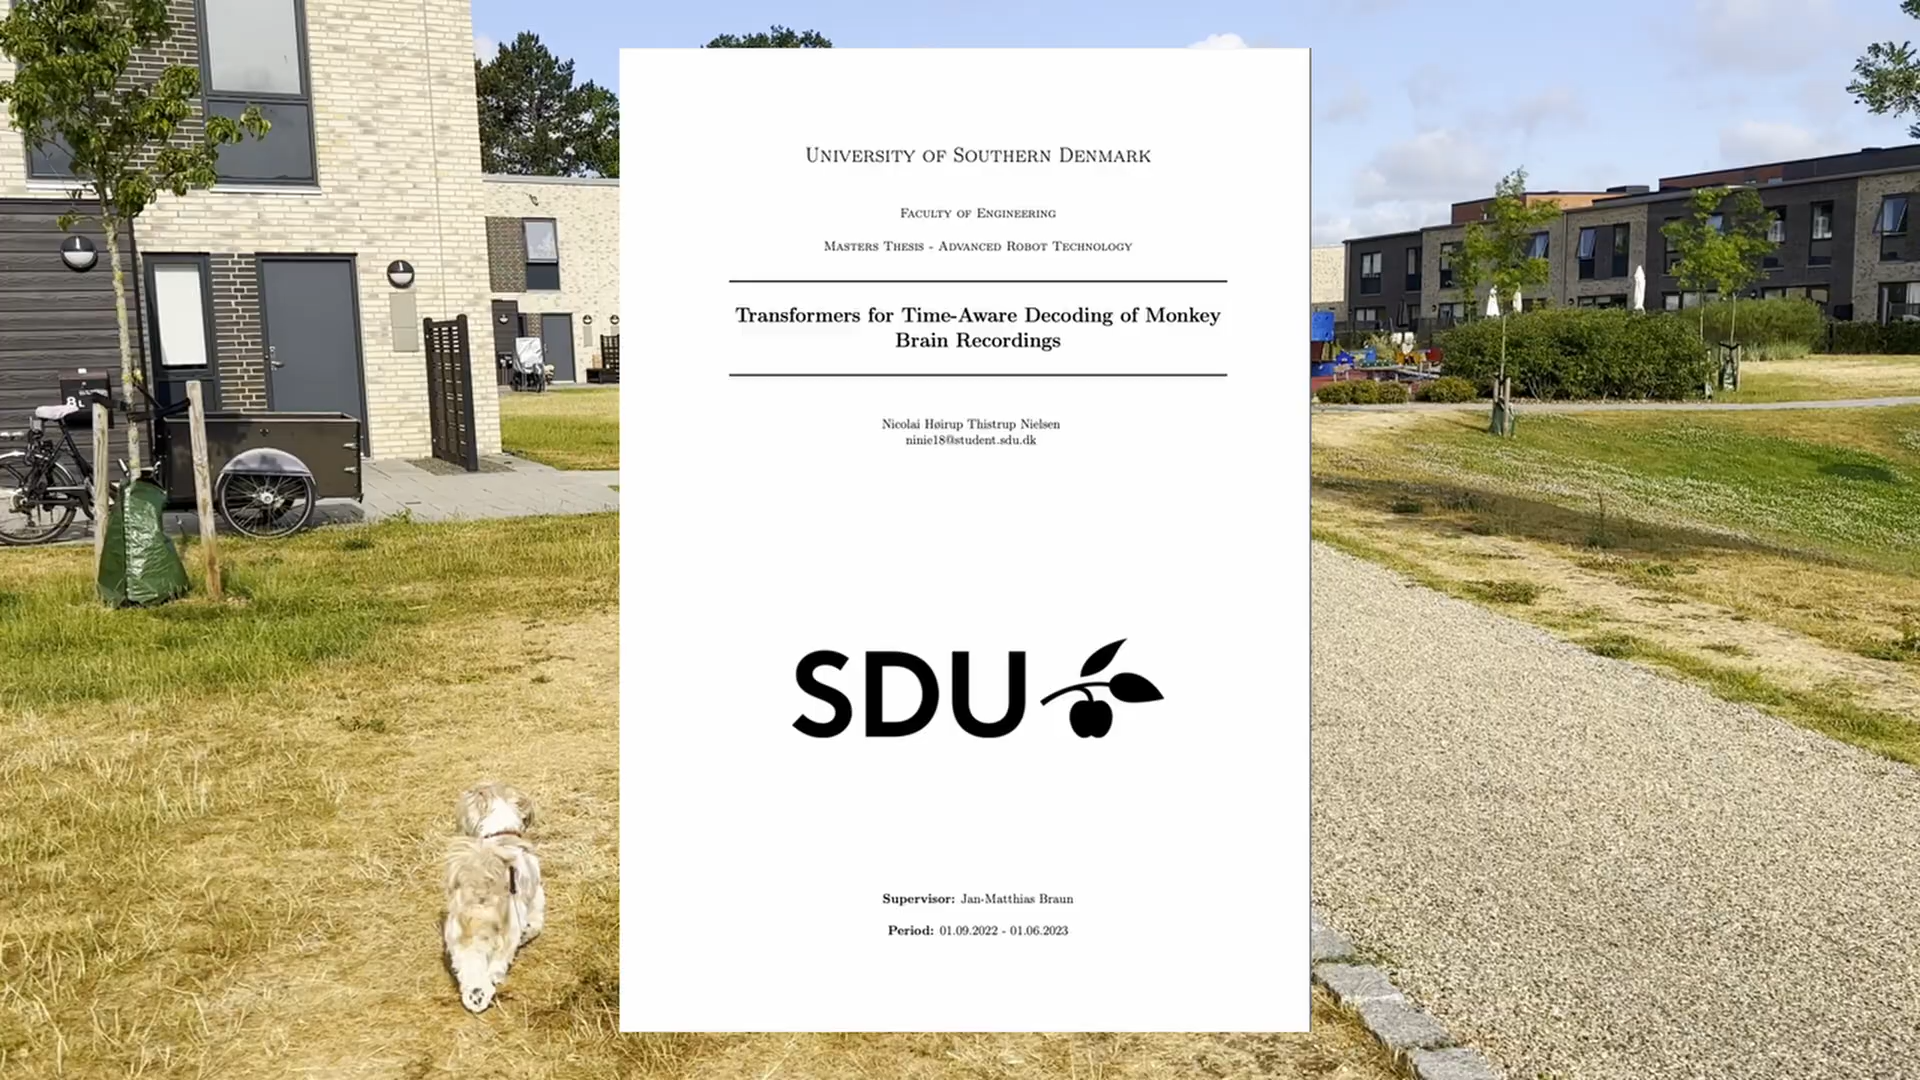 University of Southern Denmark
Faculty of Engineering
Masters Thesis - Advanced Robot Technology
Transformers for Time-Aware Decoding of Monkey
Brain Recordings
Nicolai Høirup Thistrup Nielsen
ninie18@student.sdu.dk
SDU
Supervisor: Jan-Matthias Braun
Period: 01.09.2022 - 01.06.2023